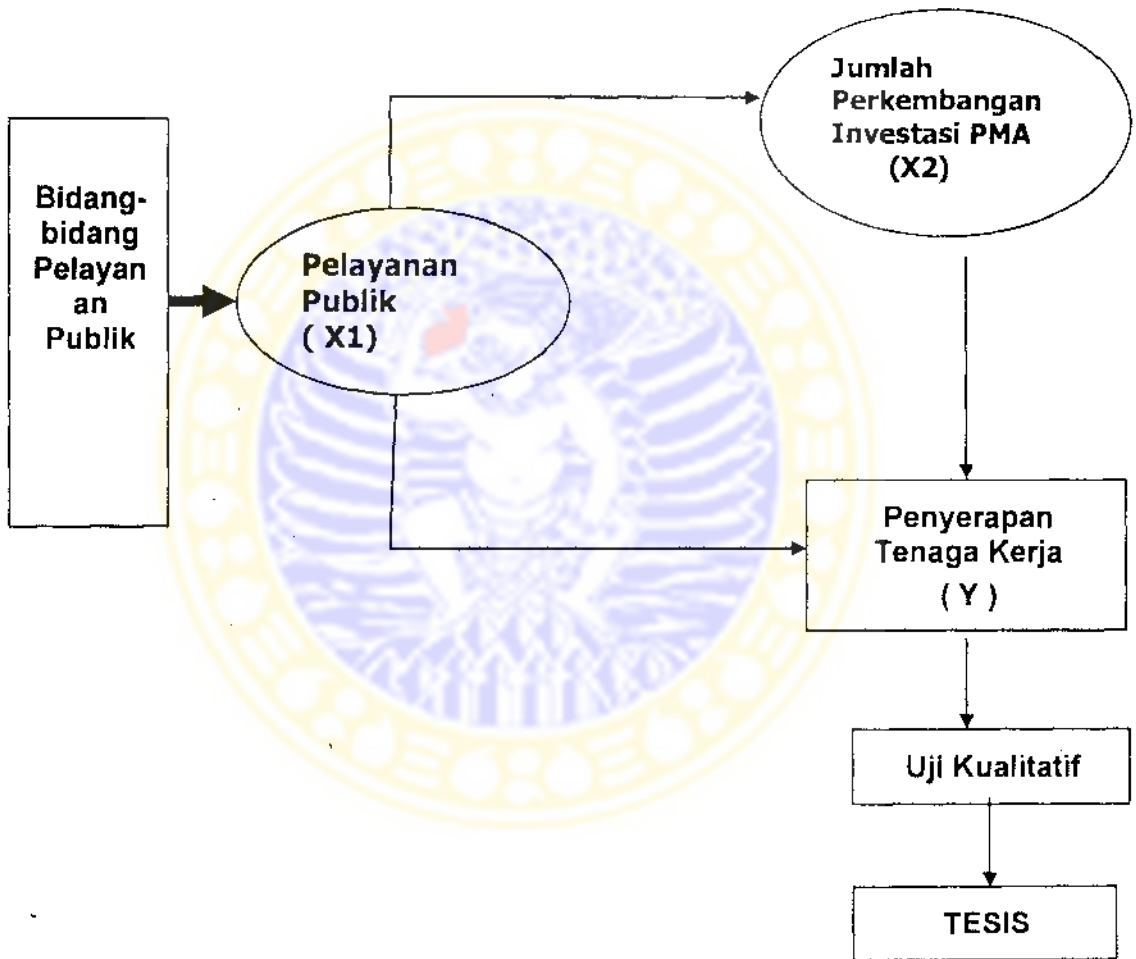 Bidang-
bidang
Pelayan
an
Publik
Pelayanan
Publik
( X1)
Jumlah
Perkembangan
Investasi PMA
(X2)
Penyerapan
Tenaga Kerja
( Y )
Uji Kualitatif
TESIS